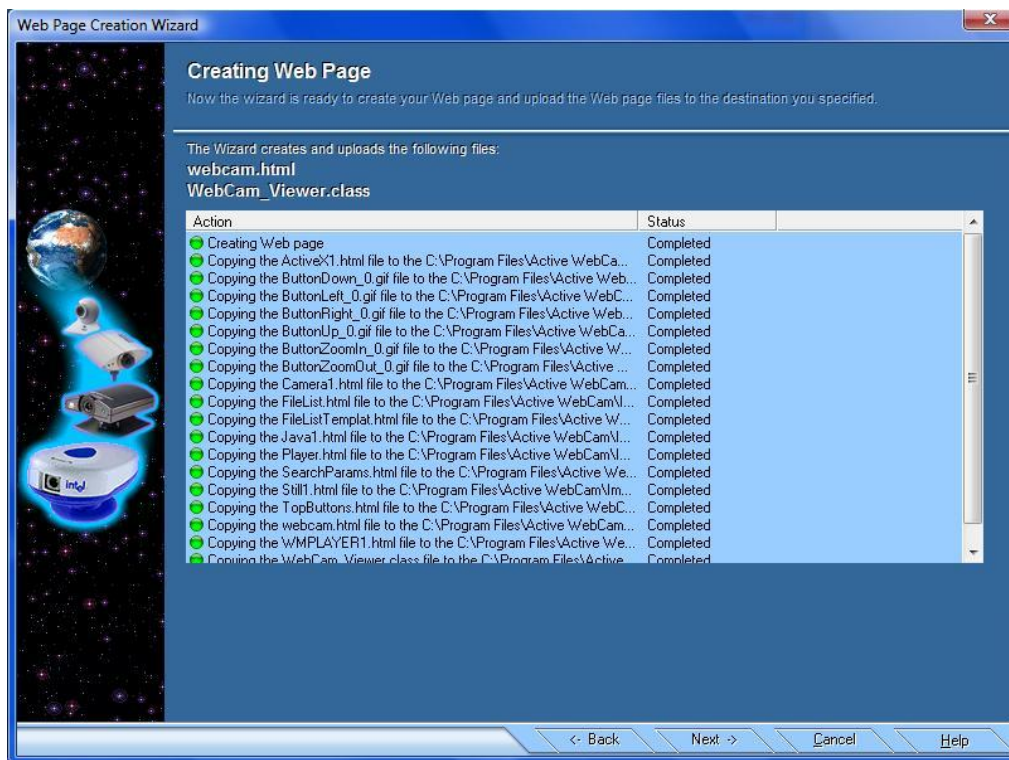 Web Page Creation Wizard
X
Creating Web Page
Now the wizard is ready to create your Web page and upload the Web page files to the destination you specified.
The Wizard creates and uploads the following files:
webcam.html
WebCam_Viewer.class
Action Status
Creating Web page Completed
Copying the ActiveX1.html file to the C:\Program Files\Active WebCa... Completed
Copying the ButtonDown_0.gif file to the C:\Program Files\Active Web... Completed
Copying the ButtonLeft_0.gif file to the C:\Program Files\Active WebC... Completed
Copying the ButtonRight_0.gif file to the C:\Program Files\Active Web... Completed
Copying the ButtonUp_0.gif file to the C:\Program Files\Active WebCa... Completed
Copying the ButtonZoomIn_0.gif file to the C:\Program Files\Active W... Completed
Copying the ButtonZoomOut_0.gif file to the C:\Program Files\Active ... Completed
Copying the Camera1.html file to the C:\Program Files\Active WebCam... Completed
Copying the FileList.html file to the C:\Program Files\Active WebCam\I... Completed
Copying the FileListTemplat.html file to the C:\Program Files\Active W... Completed
Copying the Java1.html file to the C:\Program Files\Active WebCam\I... Completed
Copying the Player.html file to the C:\Program Files\Active WebCam\I... Completed
Copying the SearchParams.html file to the C:\Program Files\Active We... Completed
Copying the Still1.html file to the C:\Program Files\Active WebCam\Im... Completed
Copying the TopButtons.html file to the C:\Program Files\Active WebC... Completed
Copying the webcam.html file to the C:\Program Files\Active WebCam... Completed
Copying the WMPLAYER1.html file to the C:\Program Files\Active We... Completed
Copying the WebCam_Viewer.class file to the C:\Program Files\Active ... Completed
intel
<- Back Next -> Cancel Help